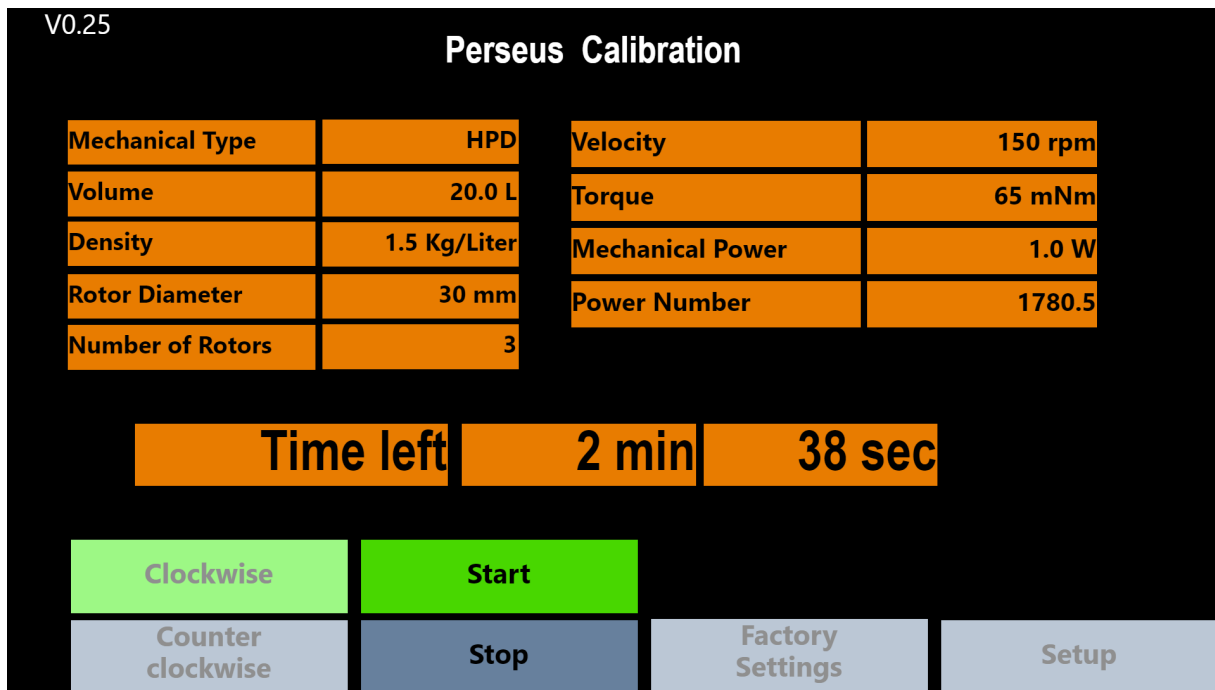 V0.25
Perseus Calibration
Mechanical Type HPD
Volume 20.0 L
Density 1.5 Kg/Liter
Rotor Diameter 30 mm
Number of Rotors 3
Velocity 150 rpm
Torque 65 mNm
Mechanical Power 1.0 W
Power Number 1780.5
Time left 2 min 38 sec
Clockwise Start
Counter
clockwise
Stop
Factory
Settings
Setup